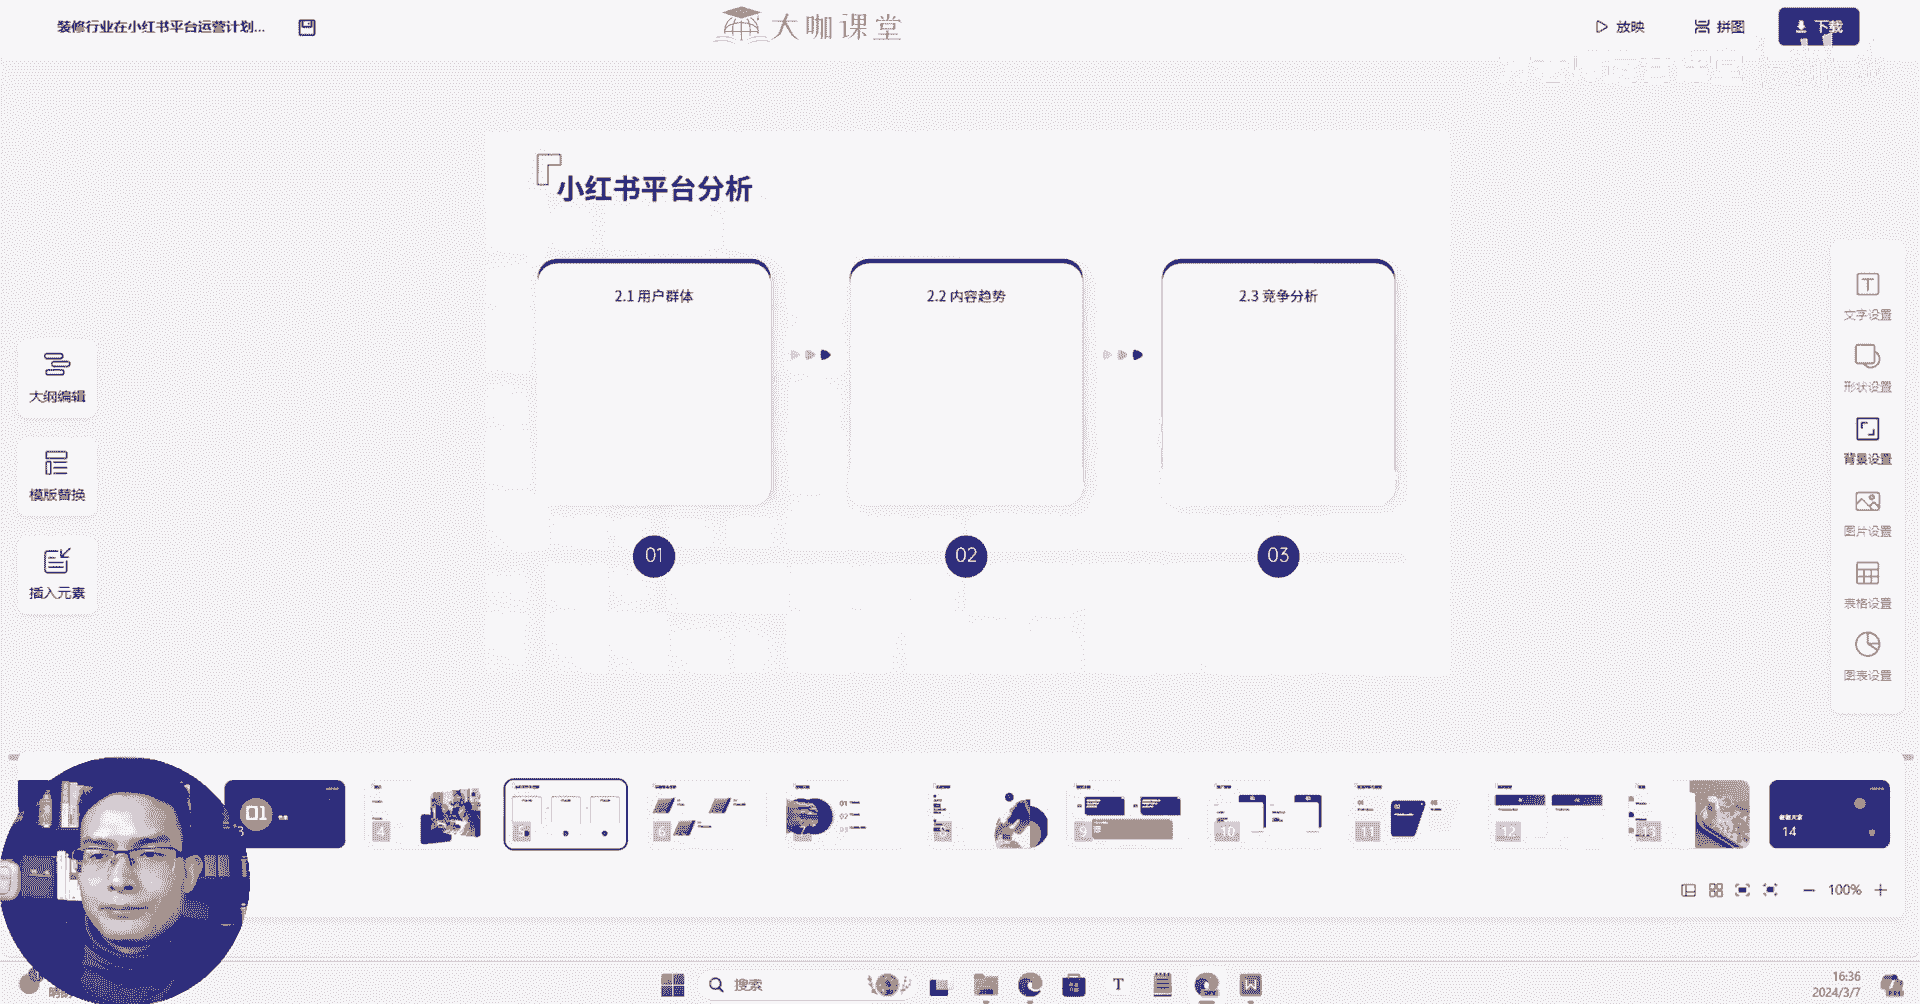 装修行业在小红书平台运营计划...
大咖课堂
放映
拼图
下载
小红书平台分析
2.1 用户群体
2.2 内容趋势
2.3 竞争分析
01
02
03
大纲编辑
模版替换
插入元素
文字设置
形状设置
背景设置
图片设置
表格设置
图表设置
01
3
4
5
6
7
9
10
11
12
13
14
01
02
03
100%
搜索
16:36
2024/3/7